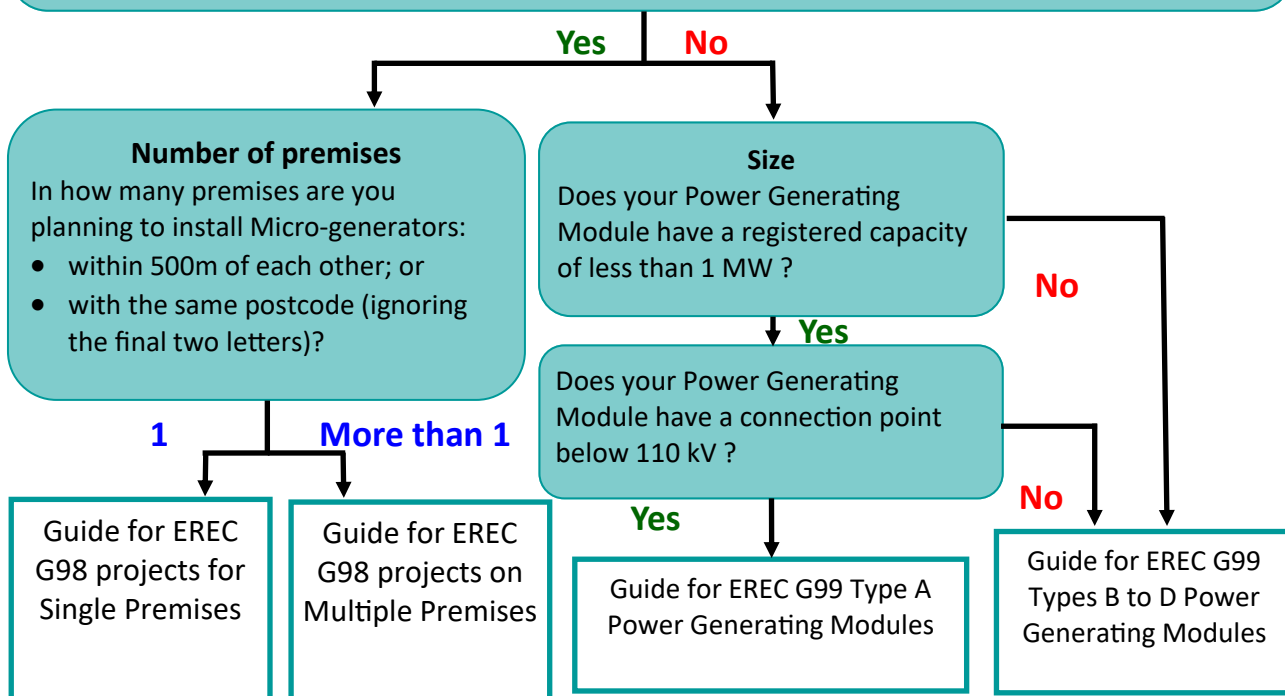 Yes
No
Number of premises
In how many premises are you
planning to install Micro-generators:
• within 500m of each other; or
• with the same postcode (ignoring
the final two letters)?
Size
Does your Power Generating
Module have a registered capacity
of less than 1 MW ?
No
Yes
Does your Power Generating
Module have a connection point
below 110 kV ?
1
More than 1
Yes
No
Guide for EREC
G98 projects for
Single Premises
Guide for EREC
G98 projects on
Multiple Premises
Guide for EREC G99 Type A
Power Generating Modules
Guide for EREC G99
Types B to D Power
Generating Modules